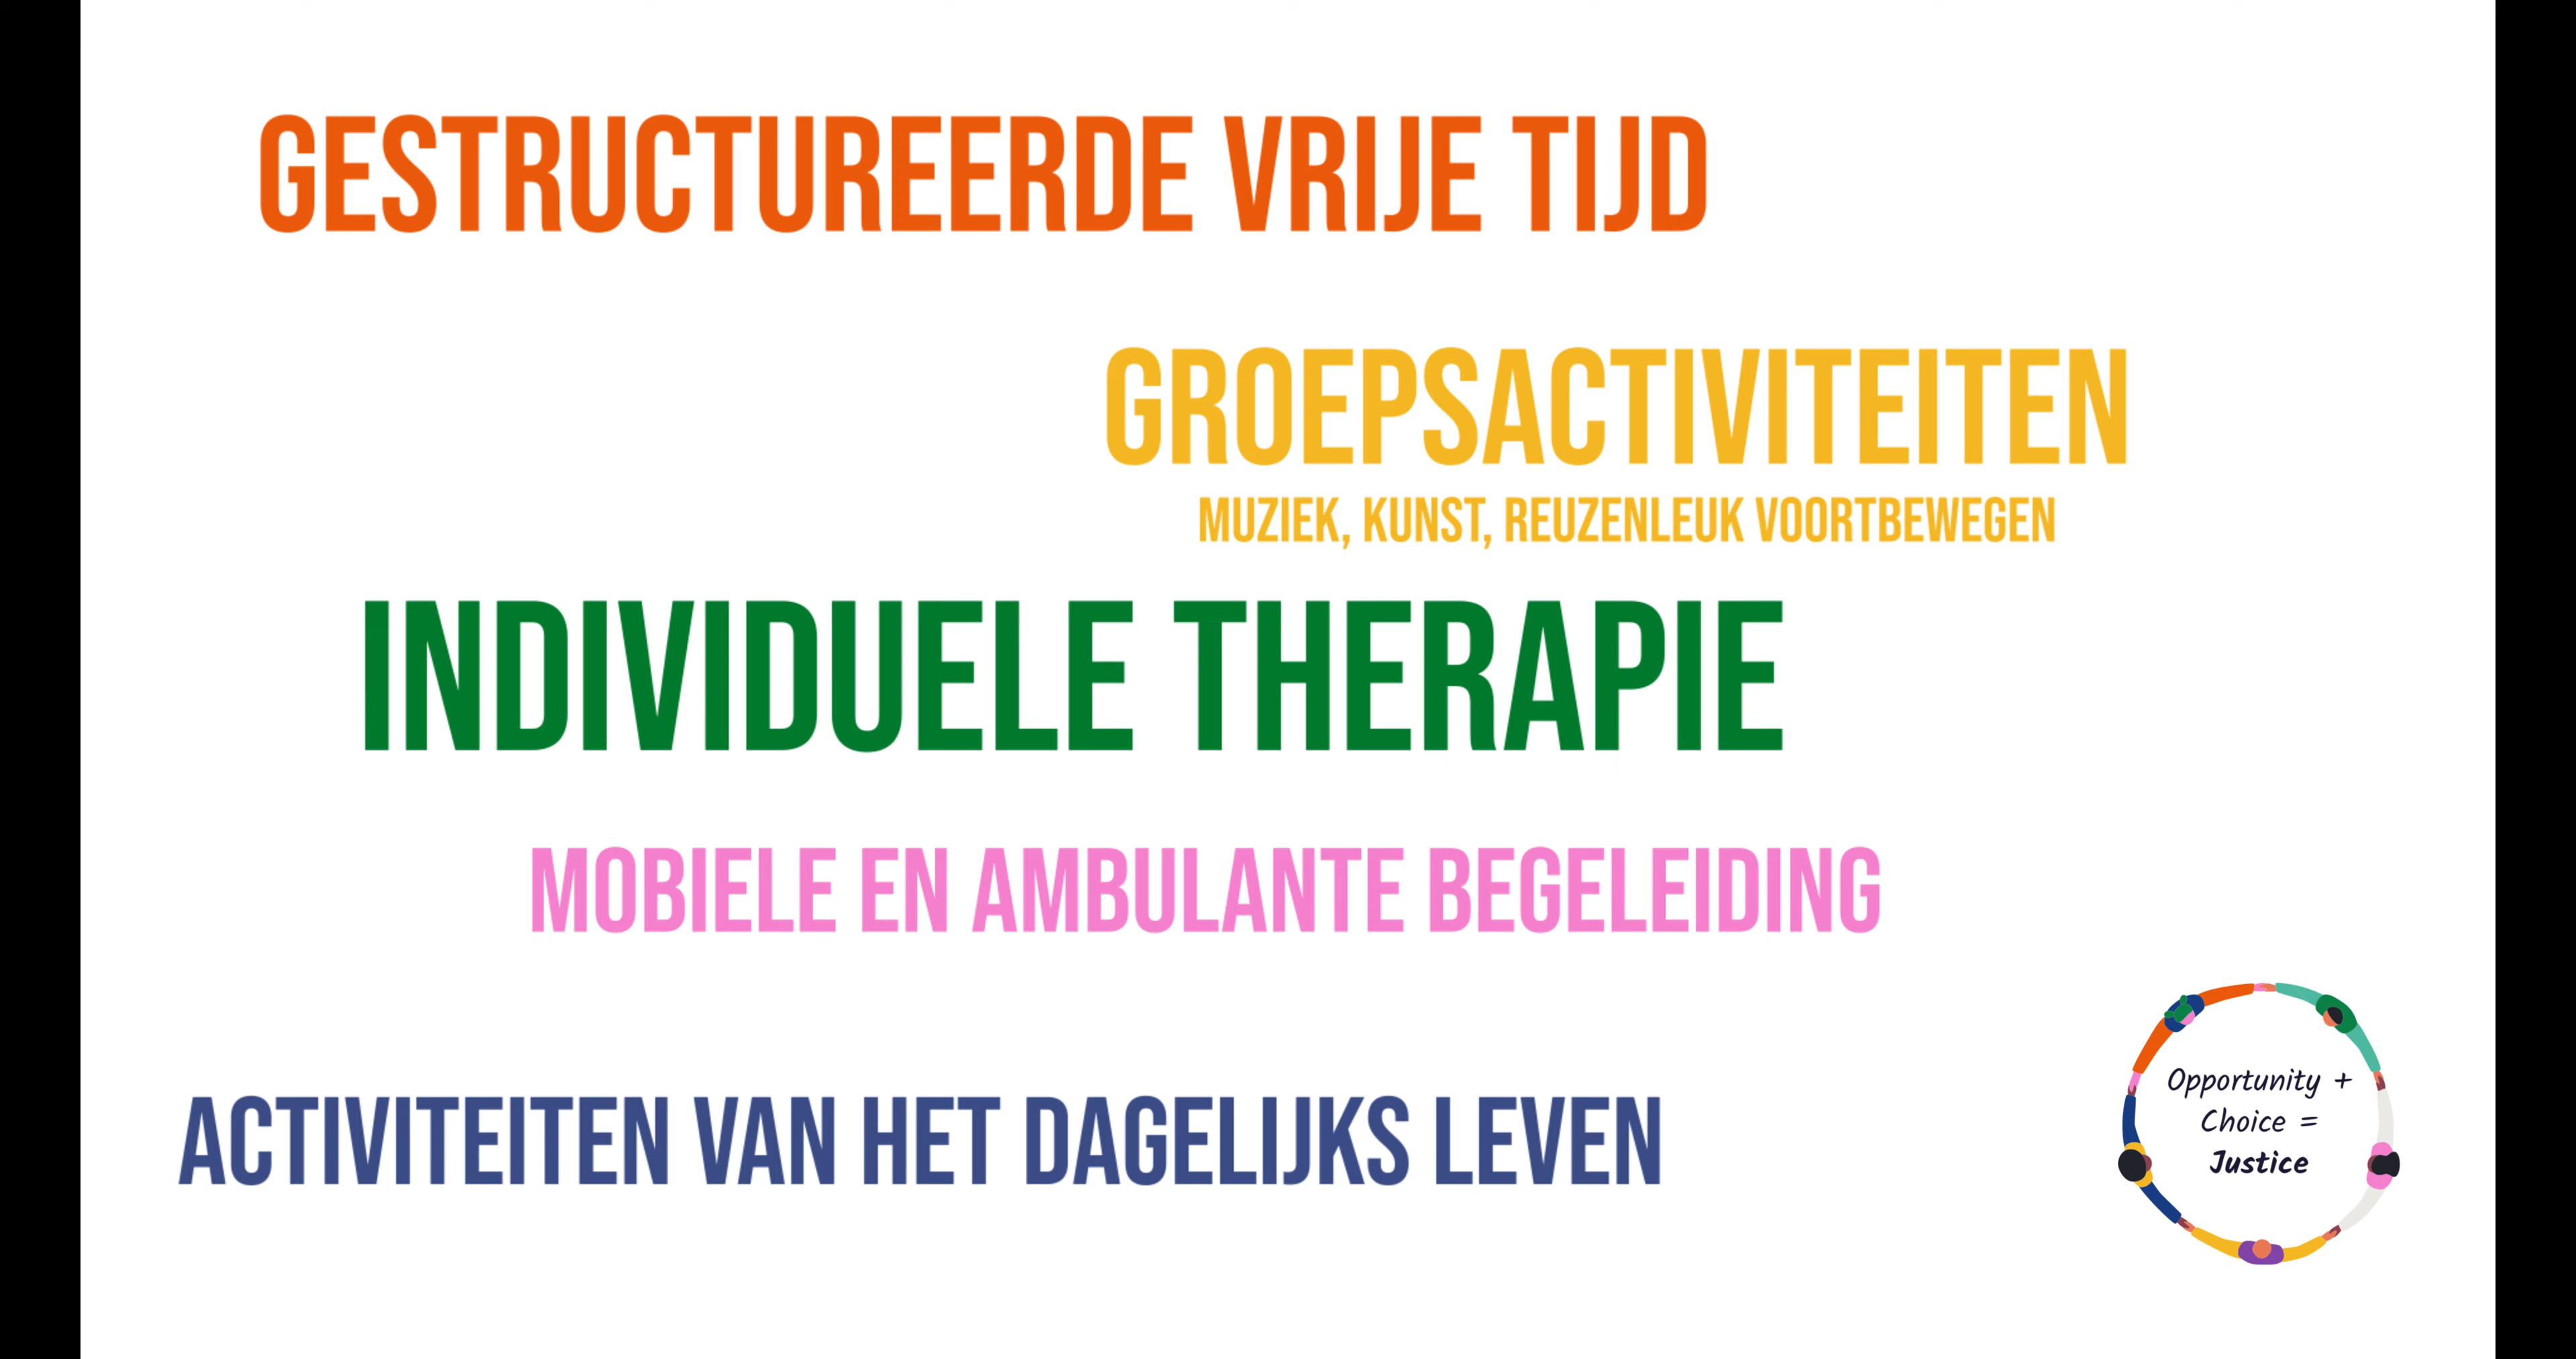 GESTRUCTUREERDE VRIJE TIJD
GROEPSACTIVITEITEN
MUZIEK, KUNST, REUZENLEUK VOORTBEWEGEN
INDIVIDUELE THERAPIE
MOBIELE EN AMBULANTE BEGELEIDING
ACTIVITEITEN VAN HET DAGELIJKS LEVEN
Opportunity +
Choice =
Justice